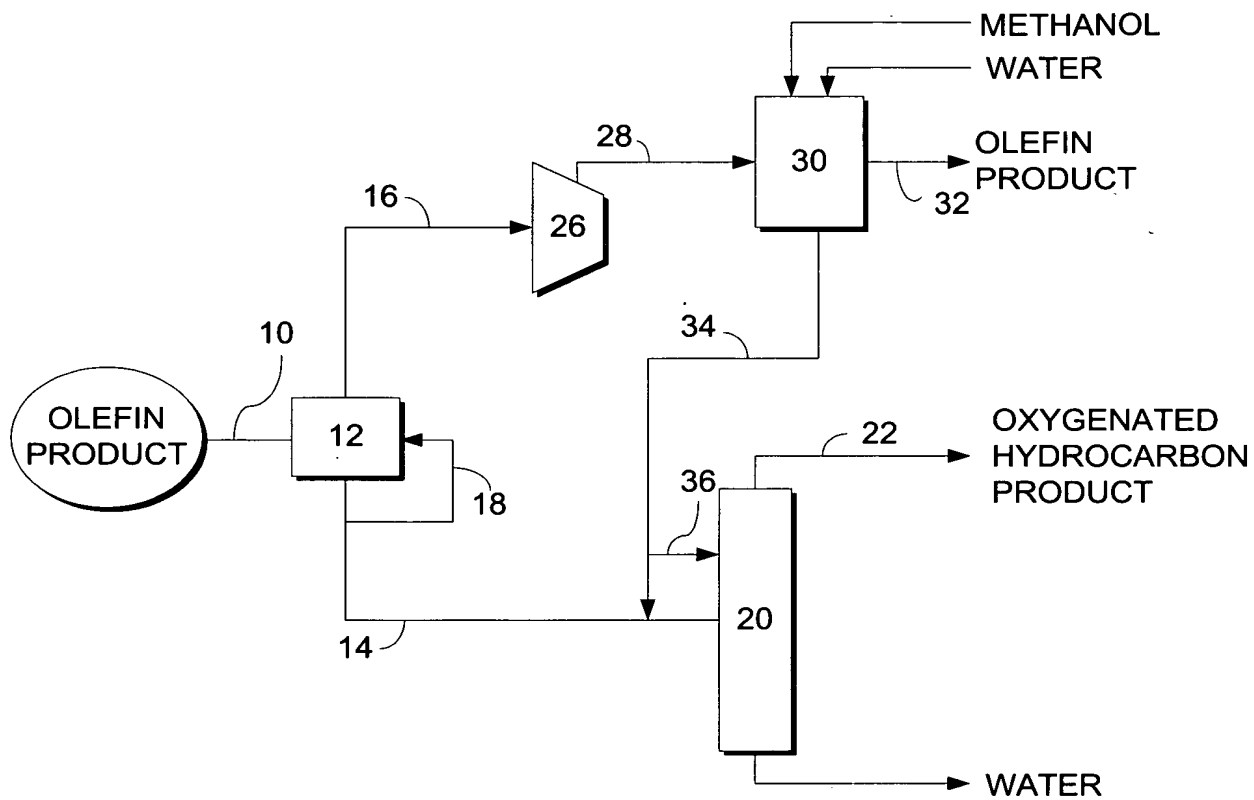 METHANOL
WATER
28
30
OLEFIN
PRODUCT
32
16
26
34
10
OLEFIN
PRODUCT
12
18
22
OXYGENATED
HYDROCARBON
PRODUCT
36
20
14
WATER